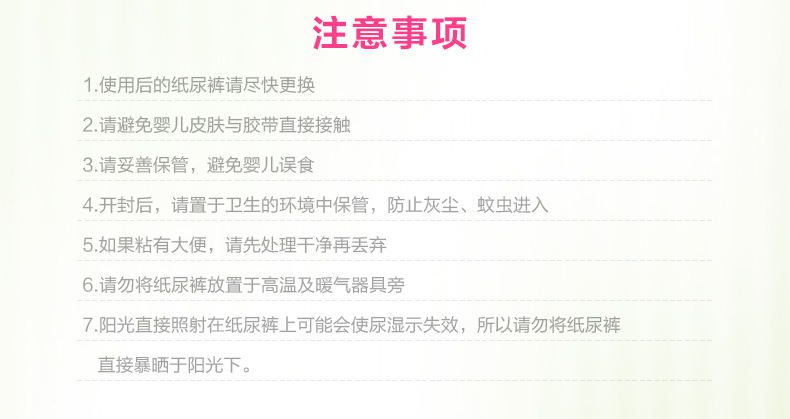 注意事项
1.使用后的纸尿裤请尽快更换
2.请避免婴儿皮肤与胶带直接接触
3.请妥善保管，避免婴儿误食
4.开封后，请置于卫生的环境中保管，防止灰尘、蚊虫进入
5.如果粘有大便，请先处理干净再丢弃
6.请勿将纸尿裤放置于高温及暖气器具旁
7.阳光直接照射在纸尿裤上可能会使尿湿示失效，所以请勿将纸尿裤
直接暴晒于阳光下。